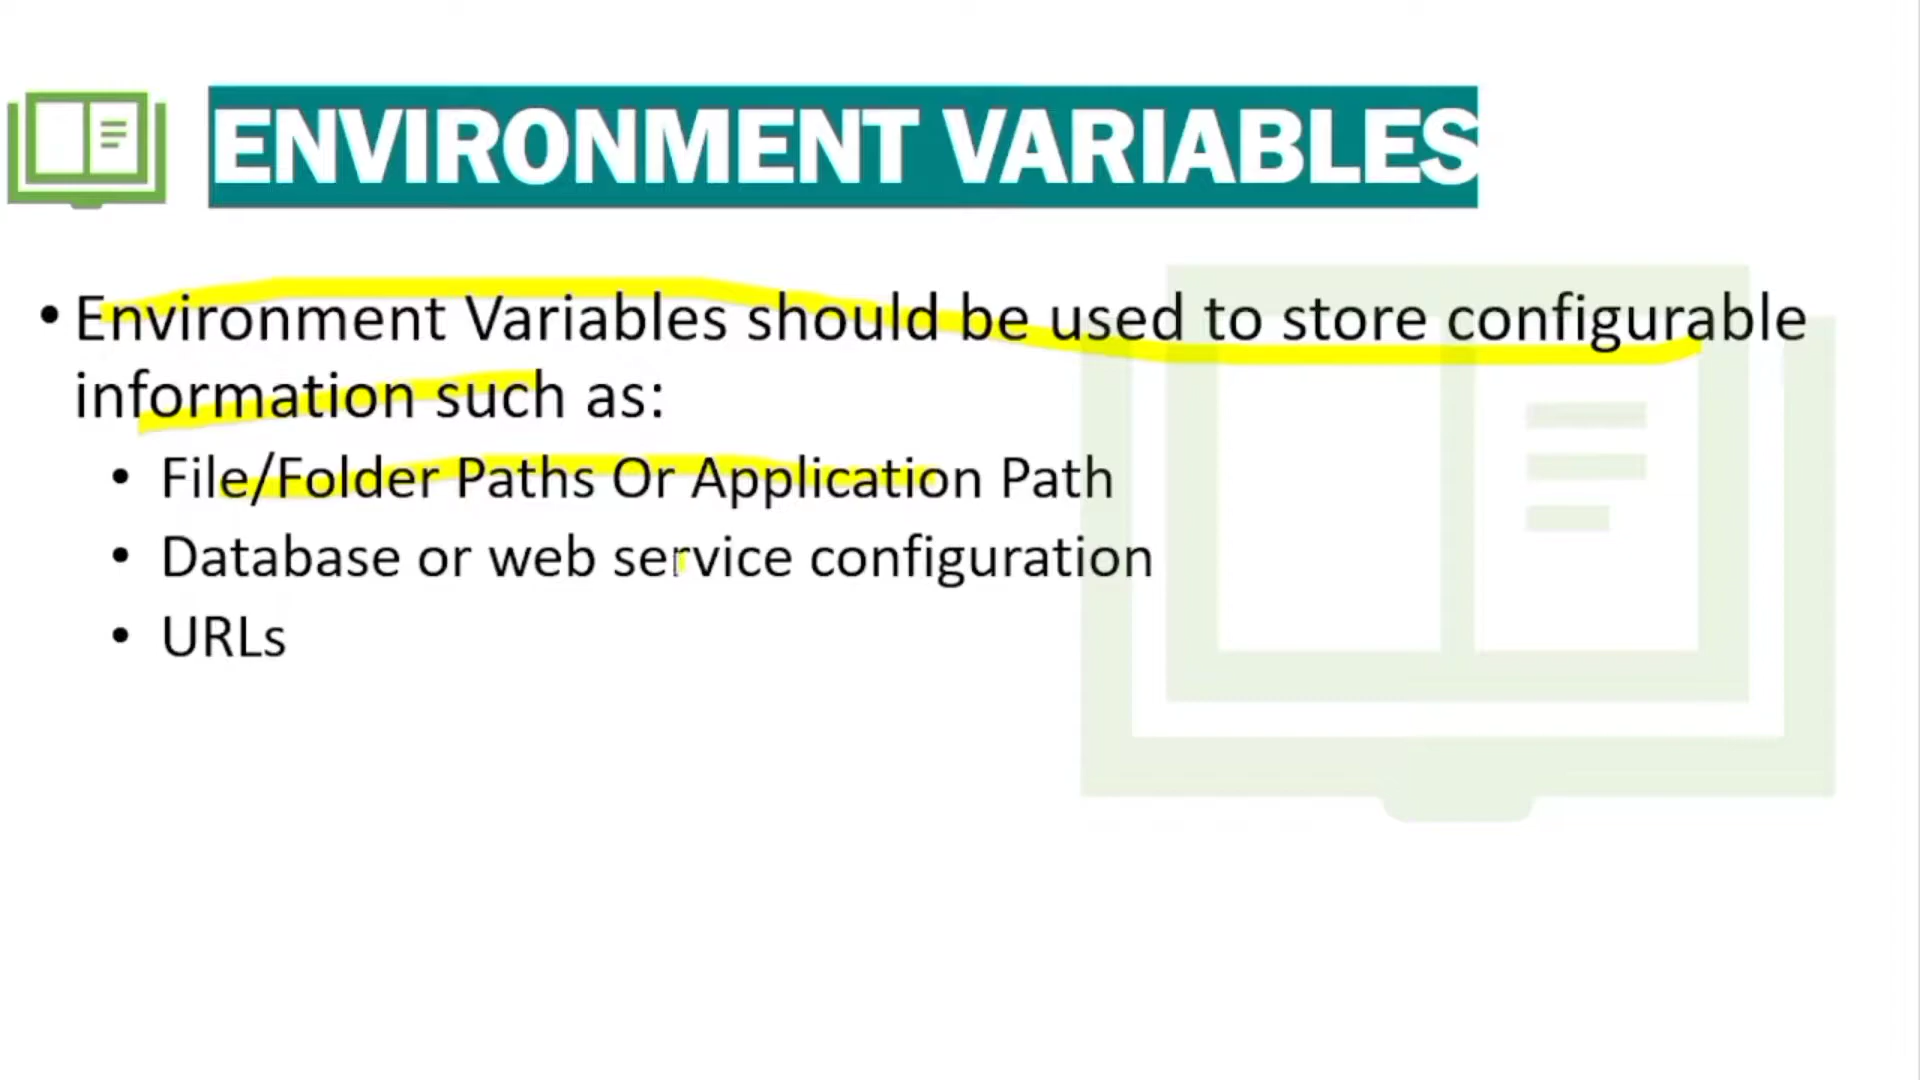 ENVIRONMENT VARIABLES
• Environment Variables should be used to store configurable
information such as:
• File/Folder Paths Or Application Path
• Database or web service configuration
• URLs